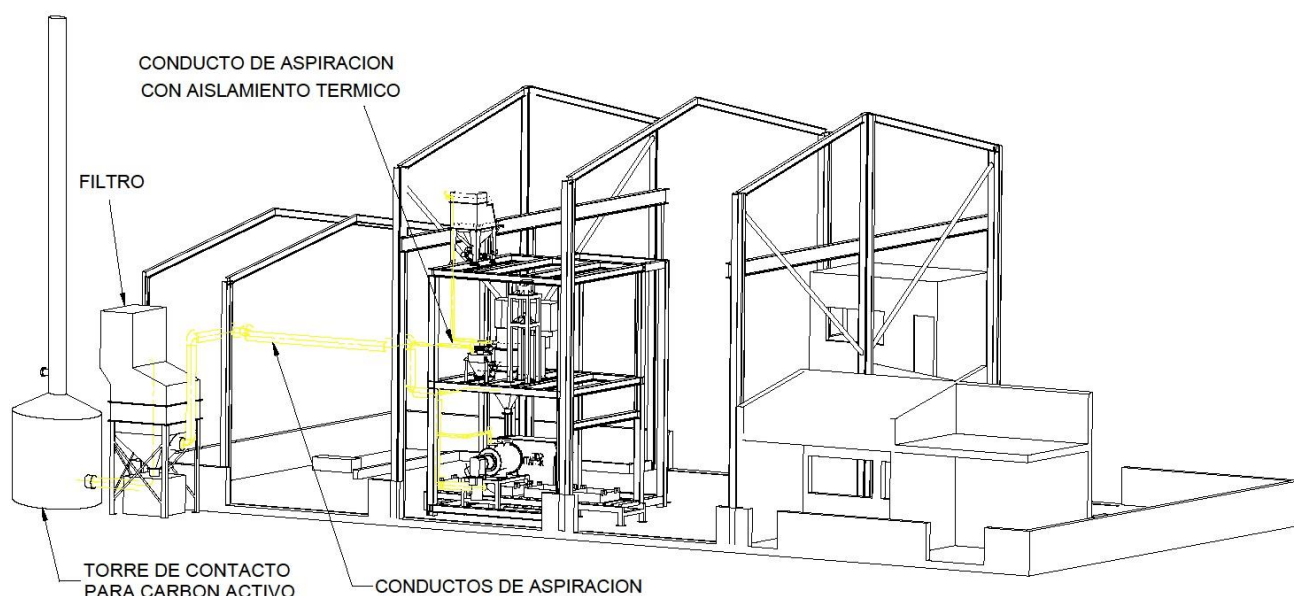 CONDUCTO DE ASPIRACION
CON AISLAMIENTO TERMICO
FILTRO
TORRE DE CONTACTO
PARA CARBON ACTIVO
CONDUCTOS DE ASPIRACION